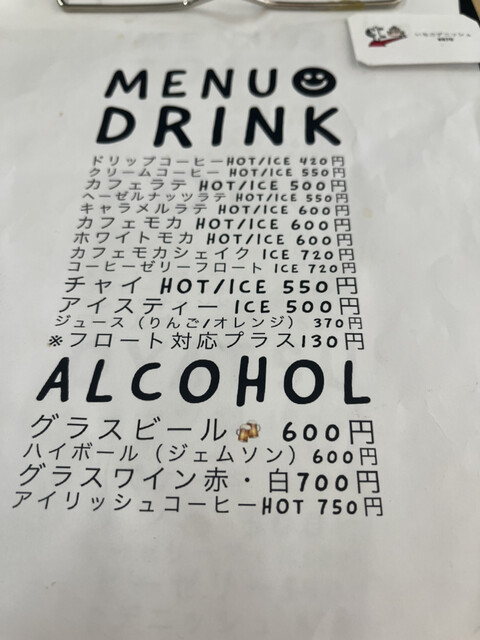 いちごデニッシュ
MENU
DRINK
ドリップコーヒーHOT/ICE 420円
クリームコーヒー HOT/ICE 550円
カフェラテ HOT/ICE 500円
ヘーゼルナッツラテ HOT/ICE 550円
キャラメルラテ HOT/ICE 600円
カフェモカ HOT/ICE 600円
ホワイトモカ HOT/ICE 600円
カフェモカシェイク ICE 720円
コーヒーゼリーフロート ICE 720円
チャイ HOT/ICE 550円
アイスティー ICE 500円
ジュース（りんご/オレンジ） 370円
※フロート対応プラス130円
ALCOHOL
グラスビール🍻 600円
ハイボール（ジェムソン）600円
グラスワイン赤・白700円
アイリッシュコーヒーHOT 750円